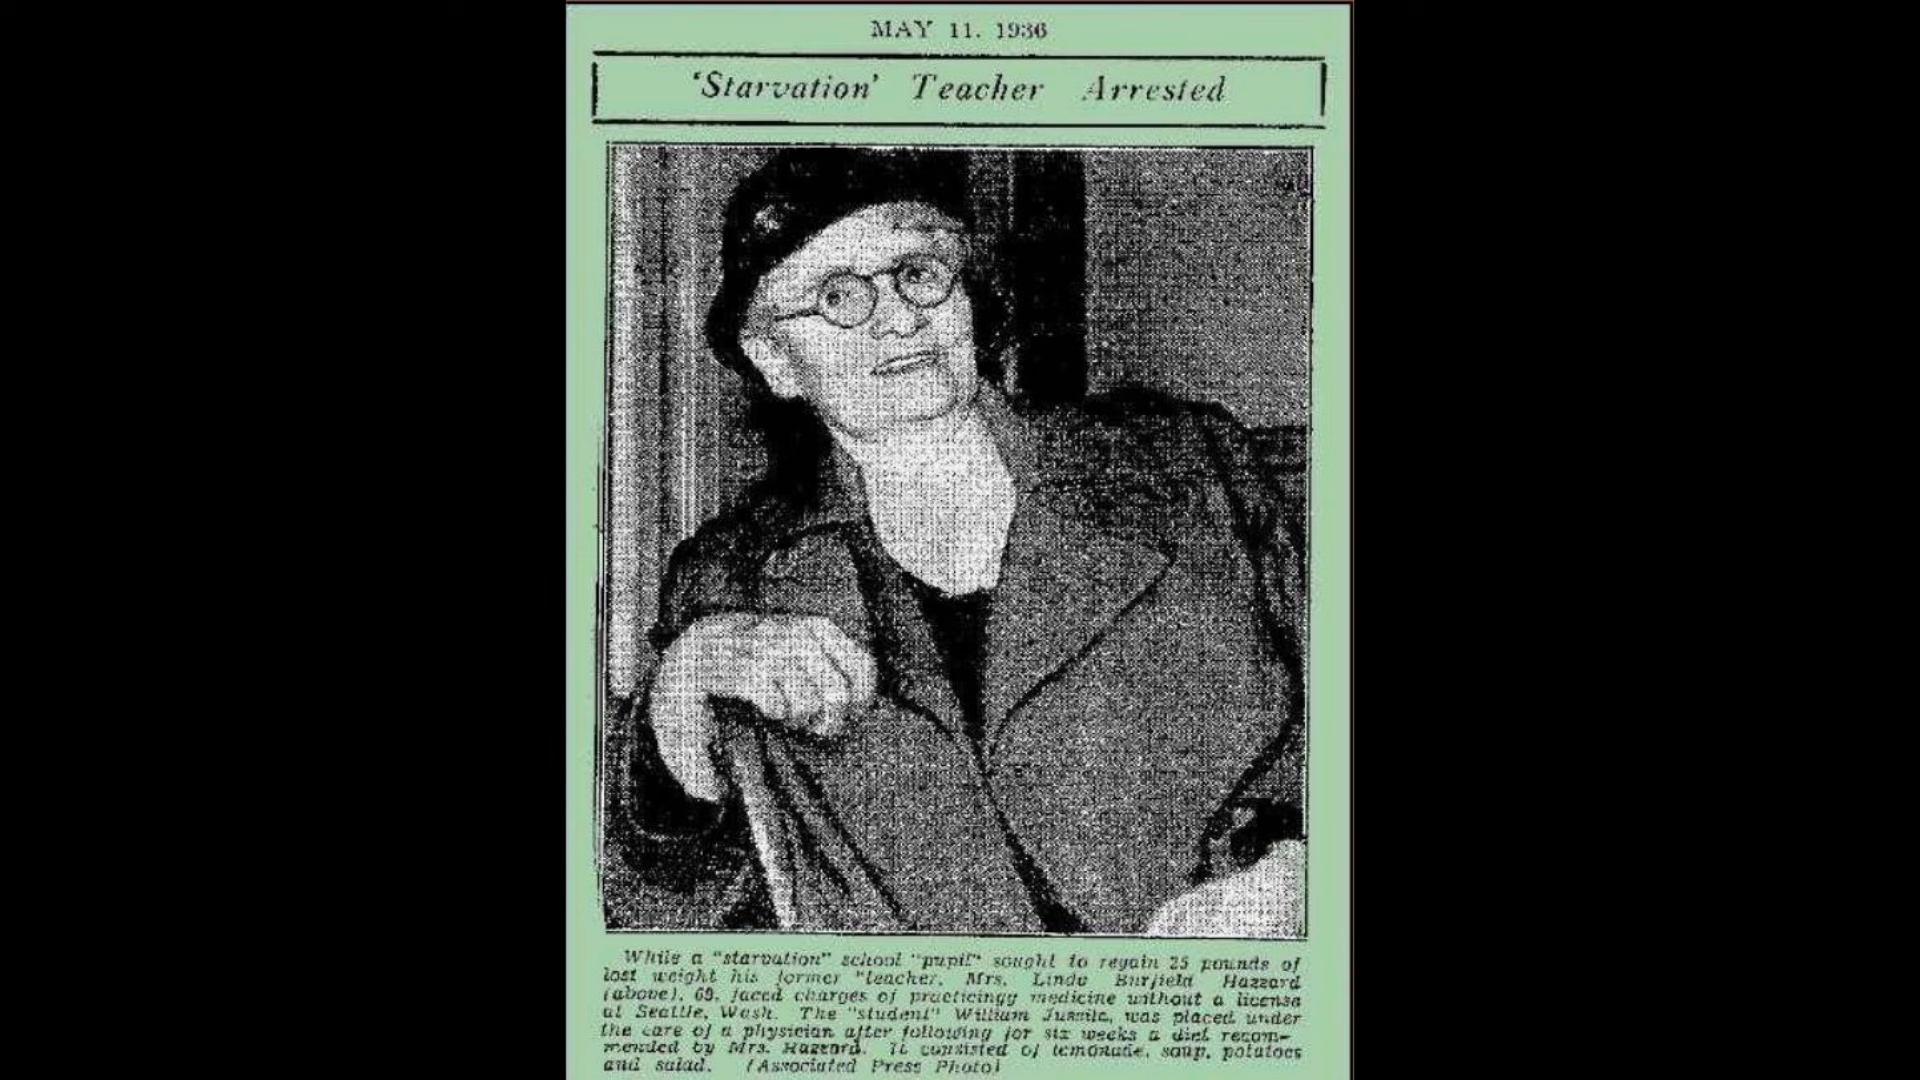 MAY 11. 1936
'Starvation' Teacher Arrested
While a "starvation" school "pupil" sought to regain 25 pounds of
lost weight his former "teacher, Mrs. Linda Burfield Hazzard
(above), 69, faced charges of practicingy medicine without a license
at Seattle, Wash. The "student" William Jussila, was placed under
the care of a physician after following for six weeks a diet recom-
mended by Mrs. Hazzard. It consisted of lemonade, soup, potatoes
and salad. (Associated Press Photo)